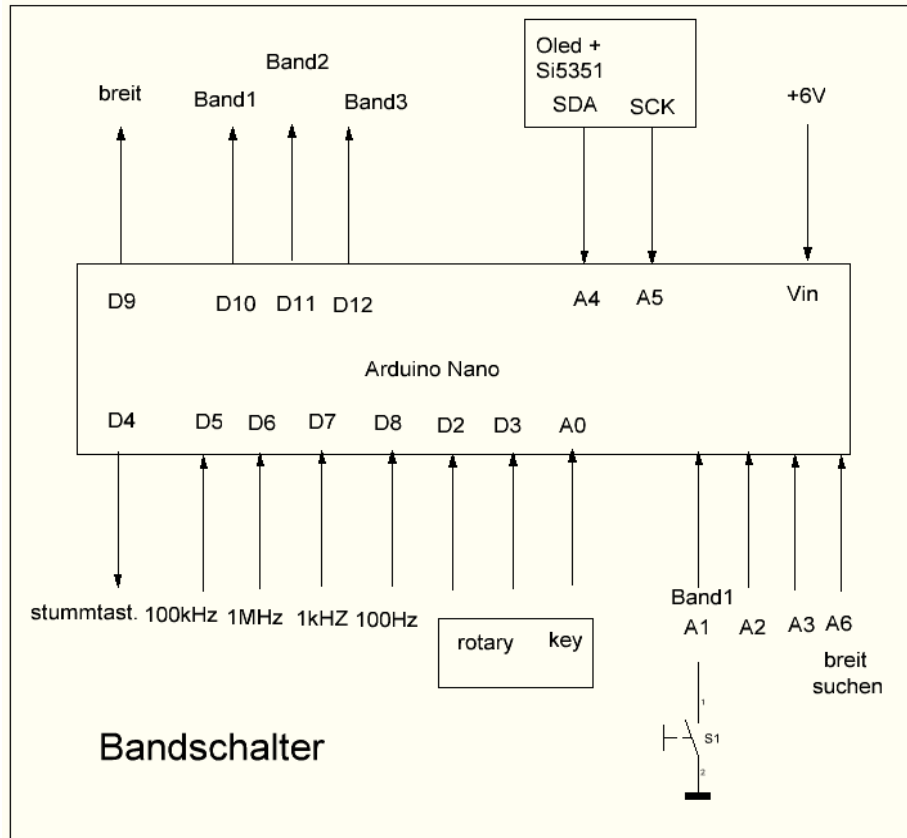 Oled +
Si5351
SDA SCK
breit
Band1
Band2
Band3
+6V
D9 D10 D11 D12 A4 A5 Vin
Arduino Nano
D4 D5 D6 D7 D8 D2 D3 A0
stummtast. 100kHz 1MHz 1kHZ 100Hz
rotary key
Band1
A1 A2 A3 A6
breit
suchen
1
S1
2
Bandschalter